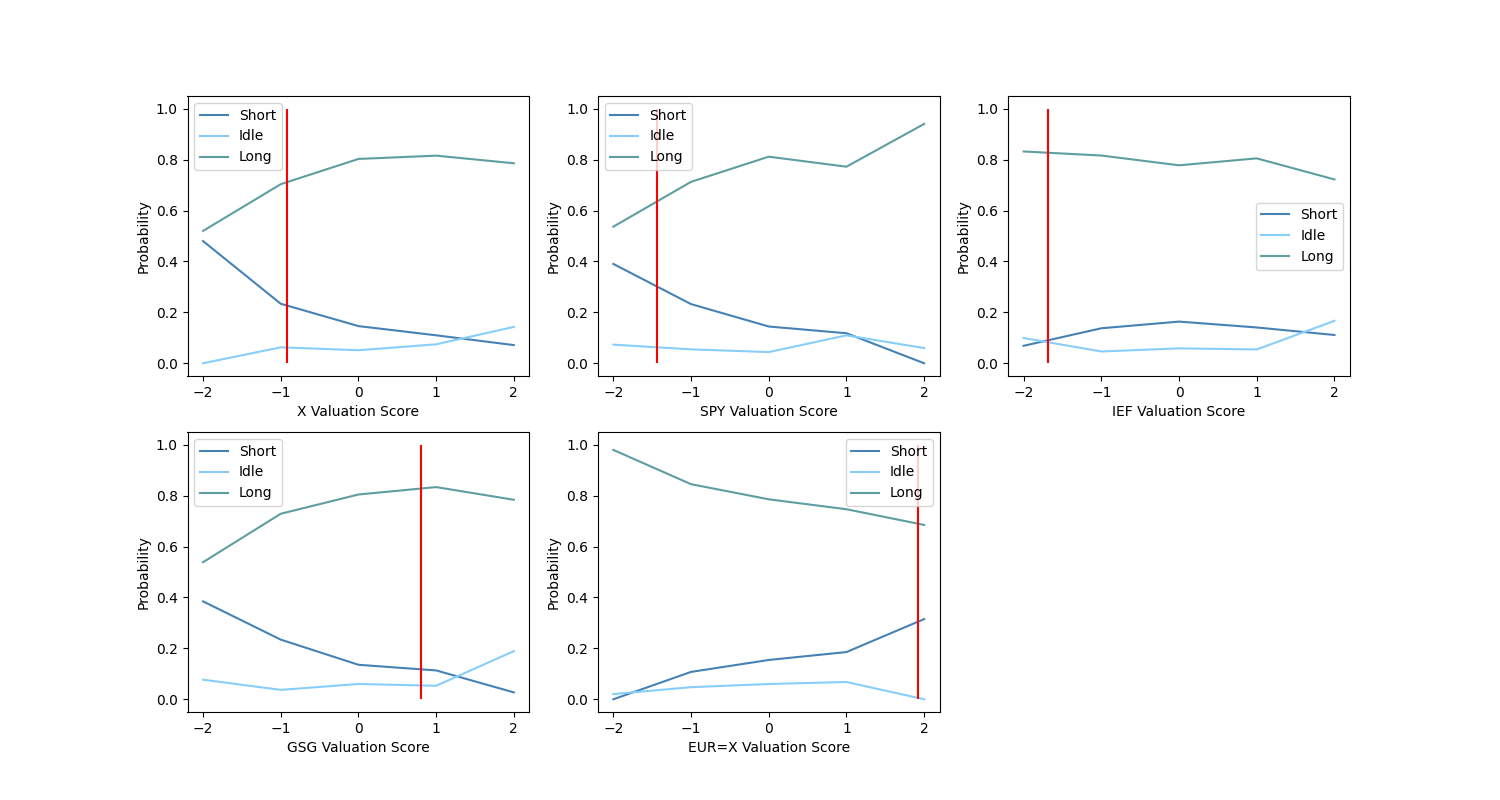 1.0
0.8
0.6
0.4
0.2
0.0
Probability
Short
Idle
Long
−2 −1 0 1 2
X Valuation Score
1.0
0.8
0.6
0.4
0.2
0.0
Probability
Short
Idle
Long
−2 −1 0 1 2
SPY Valuation Score
1.0
0.8
0.6
0.4
0.2
0.0
Probability
Short
Idle
Long
−2 −1 0 1 2
IEF Valuation Score
1.0
0.8
0.6
0.4
0.2
0.0
Probability
Short
Idle
Long
−2 −1 0 1 2
GSG Valuation Score
1.0
0.8
0.6
0.4
0.2
0.0
Probability
Short
Idle
Long
−2 −1 0 1 2
EUR=X Valuation Score